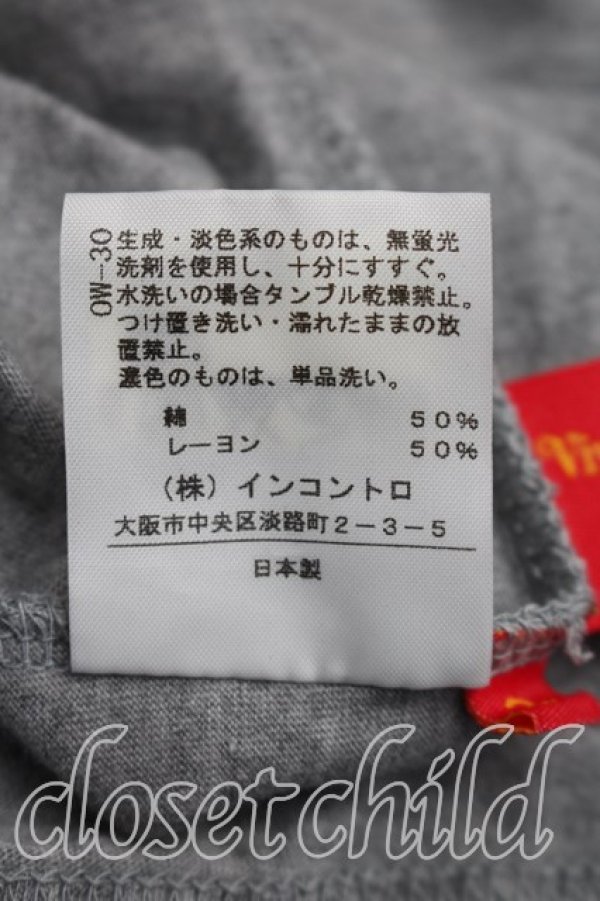 OW-30
生成・淡色系のものは、無蛍光
洗剤を使用し、十分にすすぐ。
水洗いの場合タンブル乾燥禁止。
つけ置き洗い・濡れたままの放
置禁止。
濃色のものは、単品洗い。
綿 50%
レーヨン 50%
(株)インコントロ
大阪市中央区淡路町2-3-5
日本製
closet child